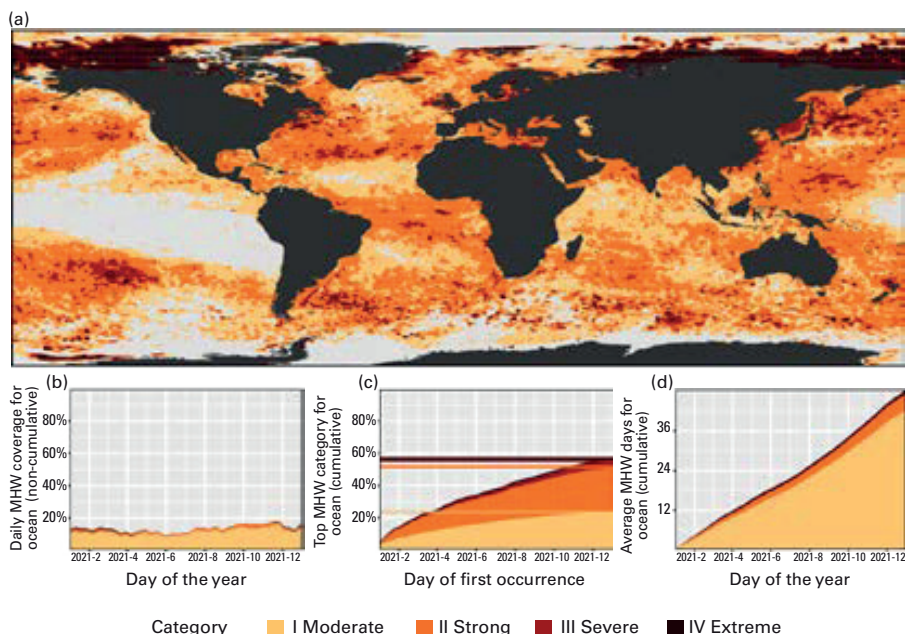 (a)
(b)
Daily MHW coverage for
ocean (non-cumulative)
80%
60%
40%
20%
2021-2 2021-4 2021-6 2021-8 2021-10 2021-12
Day of the year
(c)
Top MHW category for
ocean (cumulative)
80%
60%
40%
20%
2021-2 2021-4 2021-6 2021-8 2021-10 2021-12
Day of first occurrence
(d)
Average MHW days for
ocean (cumulative)
36
24
12
2021-2 2021-4 2021-6 2021-8 2021-10 2021-12
Day of the year
Category I Moderate II Strong III Severe IV Extreme